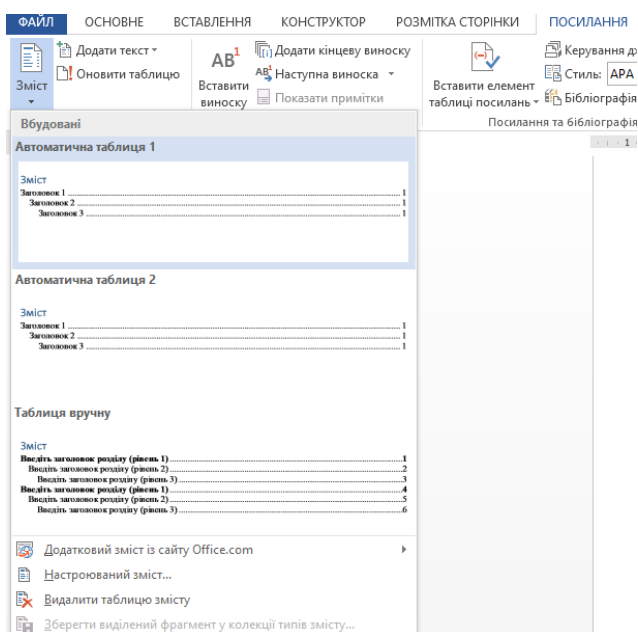 ФАЙЛ ОСНОВНЕ ВСТАВЛЕННЯ КОНСТРУКТОР РОЗМІТКА СТОРІНКИ ПОСИЛАННЯ
Зміст
Додати текст
Оновити таблицю
AB1
Вставити
виноску
Додати кінцеву виноску
Наступна виноска
Показати примітки
Вставити елемент
таблиці посилань
Керування дж
Стиль: APA
Бібліографія
Посилання та бібліографія
1
Вбудовані
Автоматична таблиця 1
Зміст
Заголовок 1 1
Заголовок 2 1
Заголовок 3 1
Автоматична таблиця 2
Зміст
Заголовок 1 1
Заголовок 2 1
Заголовок 3 1
Таблиця вручну
Зміст
Введіть заголовок розділу (рівень 1) 1
Введіть заголовок розділу (рівень 2) 2
Введіть заголовок розділу (рівень 3) 3
Введіть заголовок розділу (рівень 1) 4
Введіть заголовок розділу (рівень 2) 5
Введіть заголовок розділу (рівень 3) 6
Додатковий зміст із сайту Office.com
Настроюваний зміст...
Видалити таблицю змісту
Зберегти виділений фрагмент у колекції типів змісту...